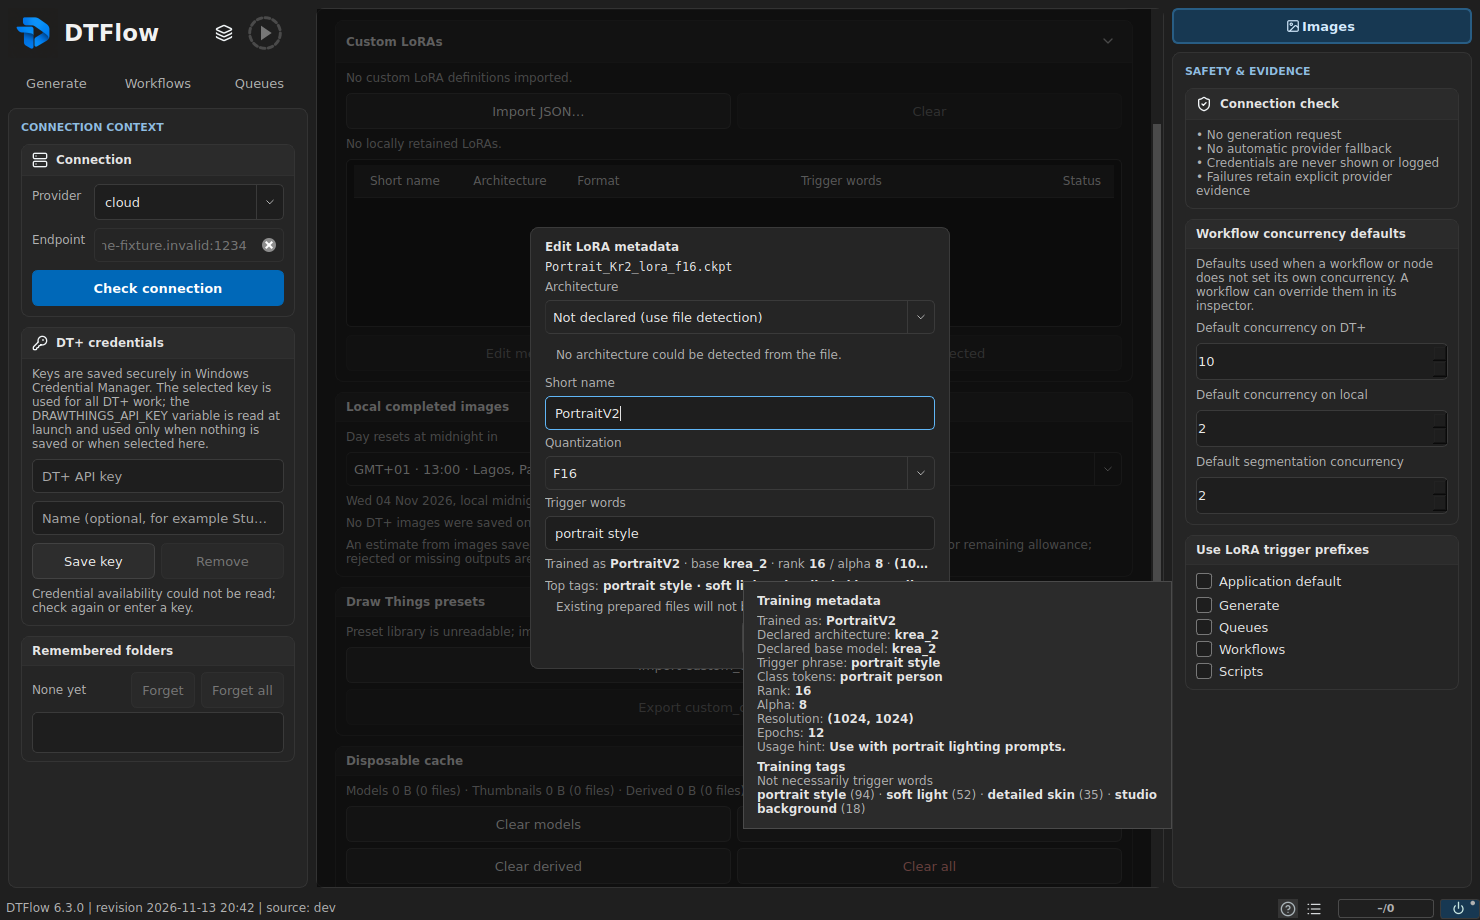 DTFlow
Generate
Workflows
Queues
CONNECTION CONTEXT
Connection
Provider
cloud
Endpoint
ne-fixture.invalid:1234
Check connection
DT+ credentials
Keys are saved securely in Windows
Credential Manager. The selected key is
used for all DT+ work; the
DRAWTHINGS_API_KEY variable is read at
launch and used only when nothing is
saved or when selected here.
DT+ API key
Name (optional, for example Stu...
Save key
Remove
Credential availability could not be read;
check again or enter a key.
Remembered folders
None yet
Forget
Forget all
Custom LoRAs
No custom LoRA definitions imported.
Import JSON...
Clear
No locally retained LoRAs.
Short name
Architecture
Format
Trigger words
Status
Edit me
ected
Local completed images
Day resets at midnight in
GMT+01 · 13:00 · Lagos, Pa
Wed 04 Nov 2026, local midnig
No DT+ images were saved on
An estimate from images save
or remaining allowance;
rejected or missing outputs are
Draw Things presets
Preset library is unreadable; im
Export custom_c
Disposable cache
Models 0 B (0 files) · Thumbnails 0 B (0 files) · Derived 0 B (0 files)
Clear models
Clear derived
Clear all
Edit LoRA metadata
Portrait_Kr2_lora_f16.ckpt
Architecture
Not declared (use file detection)
No architecture could be detected from the file.
Short name
PortraitV2
Quantization
F16
Trigger words
portrait style
Trained as PortraitV2 · base krea_2 · rank 16 / alpha 8 · (10...
Top tags: portrait style · soft
Existing prepared files will not
Training metadata
Trained as: PortraitV2
Declared architecture: krea_2
Declared base model: krea_2
Trigger phrase: portrait style
Class tokens: portrait person
Rank: 16
Alpha: 8
Resolution: (1024, 1024)
Epochs: 12
Usage hint: Use with portrait lighting prompts.
Training tags
Not necessarily trigger words
portrait style (94) · soft light (52) · detailed skin (35) · studio
background (18)
Images
SAFETY & EVIDENCE
Connection check
• No generation request
• No automatic provider fallback
• Credentials are never shown or logged
• Failures retain explicit provider
evidence
Workflow concurrency defaults
Defaults used when a workflow or node
does not set its own concurrency. A
workflow can override them in its
inspector.
Default concurrency on DT+
10
Default concurrency on local
2
Default segmentation concurrency
2
Use LoRA trigger prefixes
Application default
Generate
Queues
Workflows
Scripts
DTFlow 6.3.0 | revision 2026-11-13 20:42 | source: dev
–/0